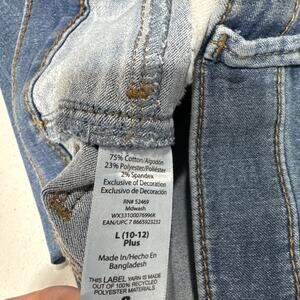 75% Cotton/Algodón
23% Polyester/Poliéster
2% Spandex
Exclusive of Decoration
Exclusivo de Decoración
RN# 52469
Mdwash
WX33100076996K
EAN/UPC 7 8665923232
L (10-12)
Plus
Made in/Hecho En
Bangladesh
THIS LABEL YARN IS MADE
OUT OF 100% RECYCLED
POLYESTER MATERIALS